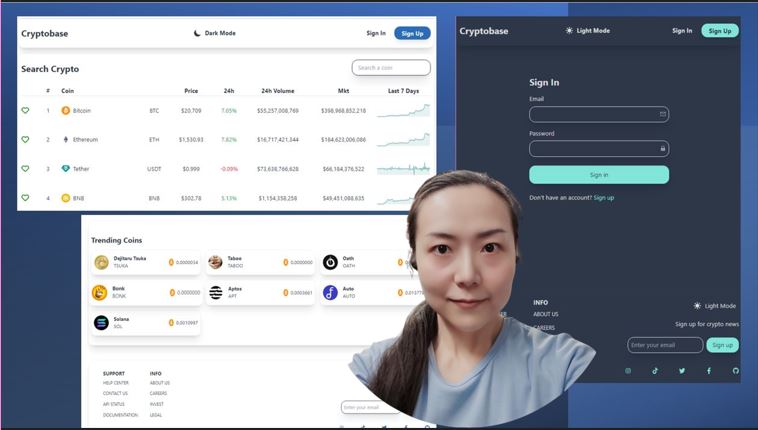 Cryptobase
Dark Mode
Sign In
Sign Up
Search Crypto
Search a coin
# Coin Price 24h 24h Volume Mkt Last 7 Days
1 Bitcoin BTC $20,709 7.05% $55,257,008,769 $398,968,852,218
2 Ethereum ETH $1,530.93 7.82% $16,717,421,344 $184,623,006,086
3 Tether USDT $0.999 -0.09% $73,638,766,628 $66,184,376,522
4 BNB BNB $302.78 5.13% $1,154,358,258 $49,451,088,635
Trending Coins
Dejitaru Tsuka
TSUKA
0.0000034
Taboo
TABOO
0.0000000
Oath
OATH
Bonk
BONK
0.0000000
Aptos
APT
0.0003661
Auto
AUTO
Solana
SOL
0.0010997
SUPPORT
HELP CENTER
CONTACT US
API STATUS
DOCUMENTATION
INFO
ABOUT US
CAREERS
INVEST
LEGAL
Enter your email
Cryptobase
Light Mode
Sign In
Sign Up
Sign In
Email
Password
Sign in
Don't have an account? Sign up
INFO
ABOUT US
CAREERS
Light Mode
Sign up for crypto news
Enter your email
Sign up